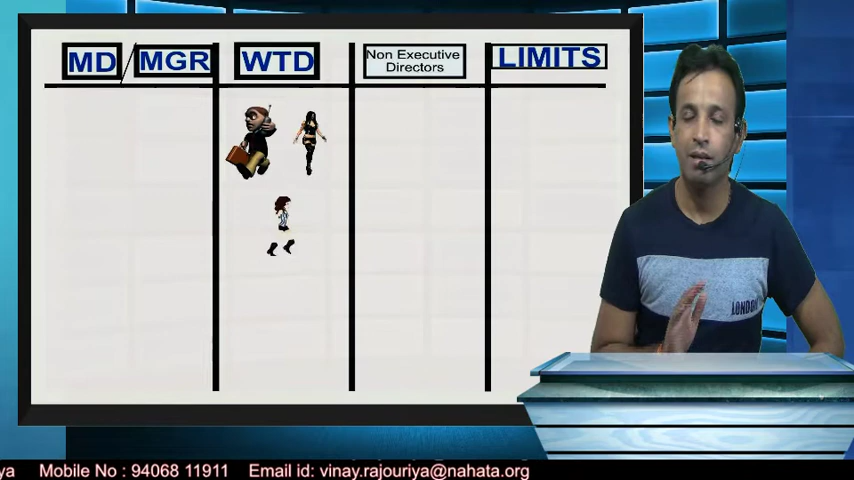 MD/MGR
WTD
Non Executive
Directors
LIMITS
LONDON
ya Mobile No : 94068 11911 Email id: vinay.rajouriya@nahata.org